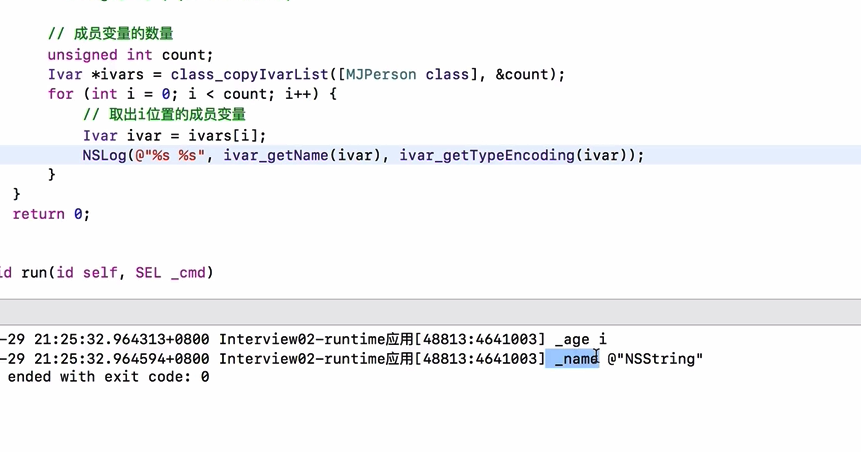 // 成员变量的数量
unsigned int count;
Ivar *ivars = class_copyIvarList([MJPerson class], &count);
for (int i = 0; i < count; i++) {
// 取出i位置的成员变量
Ivar ivar = ivars[i];
NSLog(@"%s %s", ivar_getName(ivar), ivar_getTypeEncoding(ivar));
}
}
return 0;
id run(id self, SEL _cmd)
-29 21:25:32.964313+0800 Interview02-runtime应用[48813:4641003] _age i
-29 21:25:32.964594+0800 Interview02-runtime应用[48813:4641003] _name @"NSString"
ended with exit code: 0